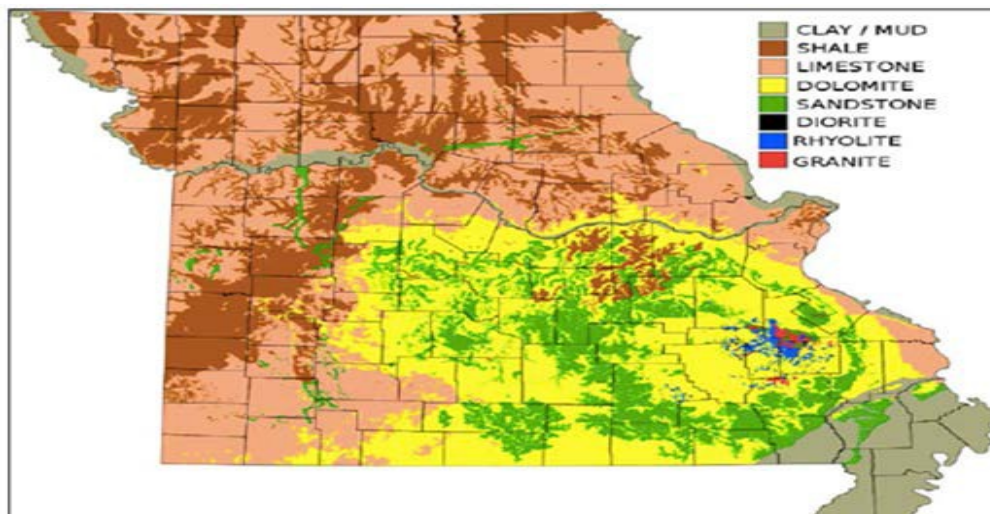 CLAY / MUD
SHALE
LIMESTONE
DOLOMITE
SANDSTONE
DIORITE
RHYOLITE
GRANITE